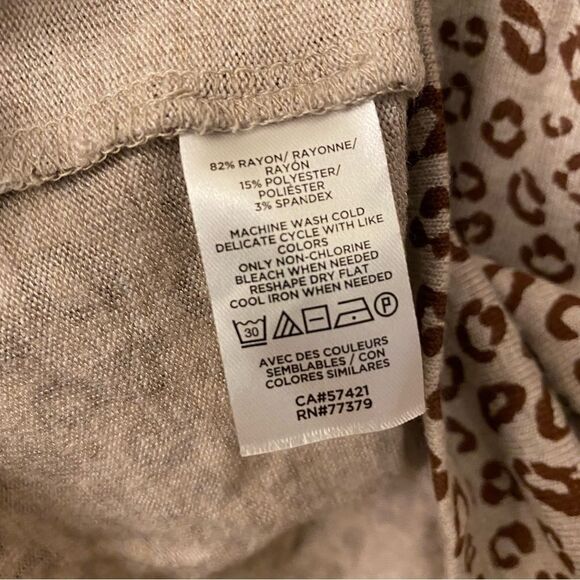 82% RAYON/ RAYONNE/
RAYÓN
15% POLYESTER/
POLIÉSTER
3% SPANDEX
MACHINE WASH COLD
DELICATE CYCLE WITH LIKE
COLORS
ONLY NON-CHLORINE
BLEACH WHEN NEEDED
RESHAPE DRY FLAT
COOL IRON WHEN NEEDED
30 P
AVEC DES COULEURS
SEMBLABLES / CON
COLORES SIMILARES
CA#57421
RN#77379